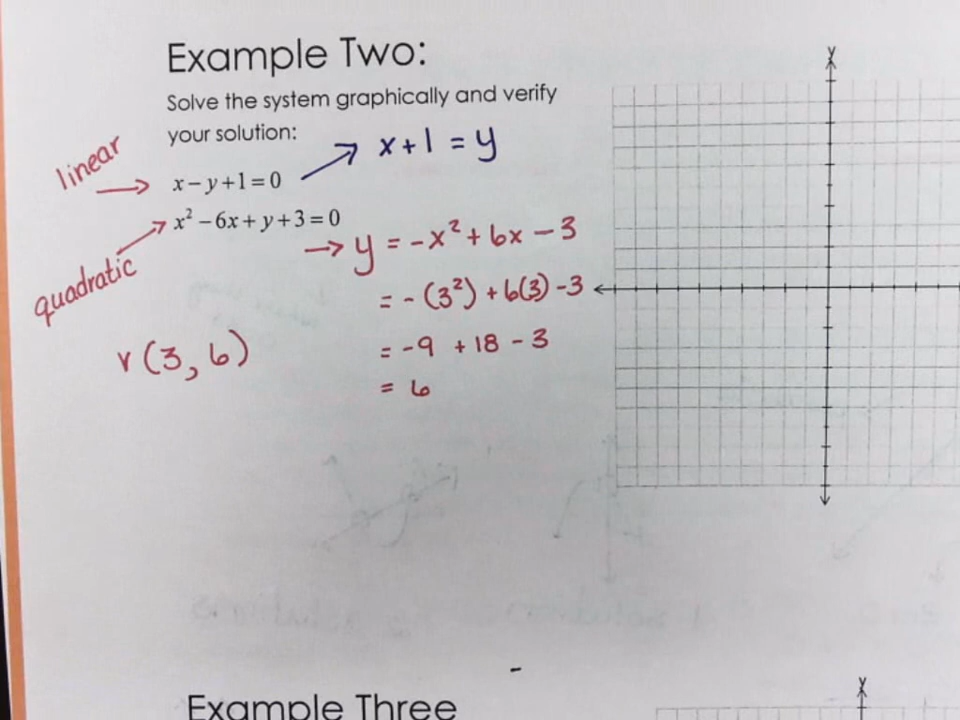 Example Two:
Solve the system graphically and verify
your solution:
x + 1 = y
linear
x − y + 1 = 0
x² − 6x + y + 3 = 0
quadratic
y = -x² + 6x - 3
= -(3²) + 6(3) - 3
= -9 + 18 - 3
= 6
v(3, 6)
y
Example Three
y